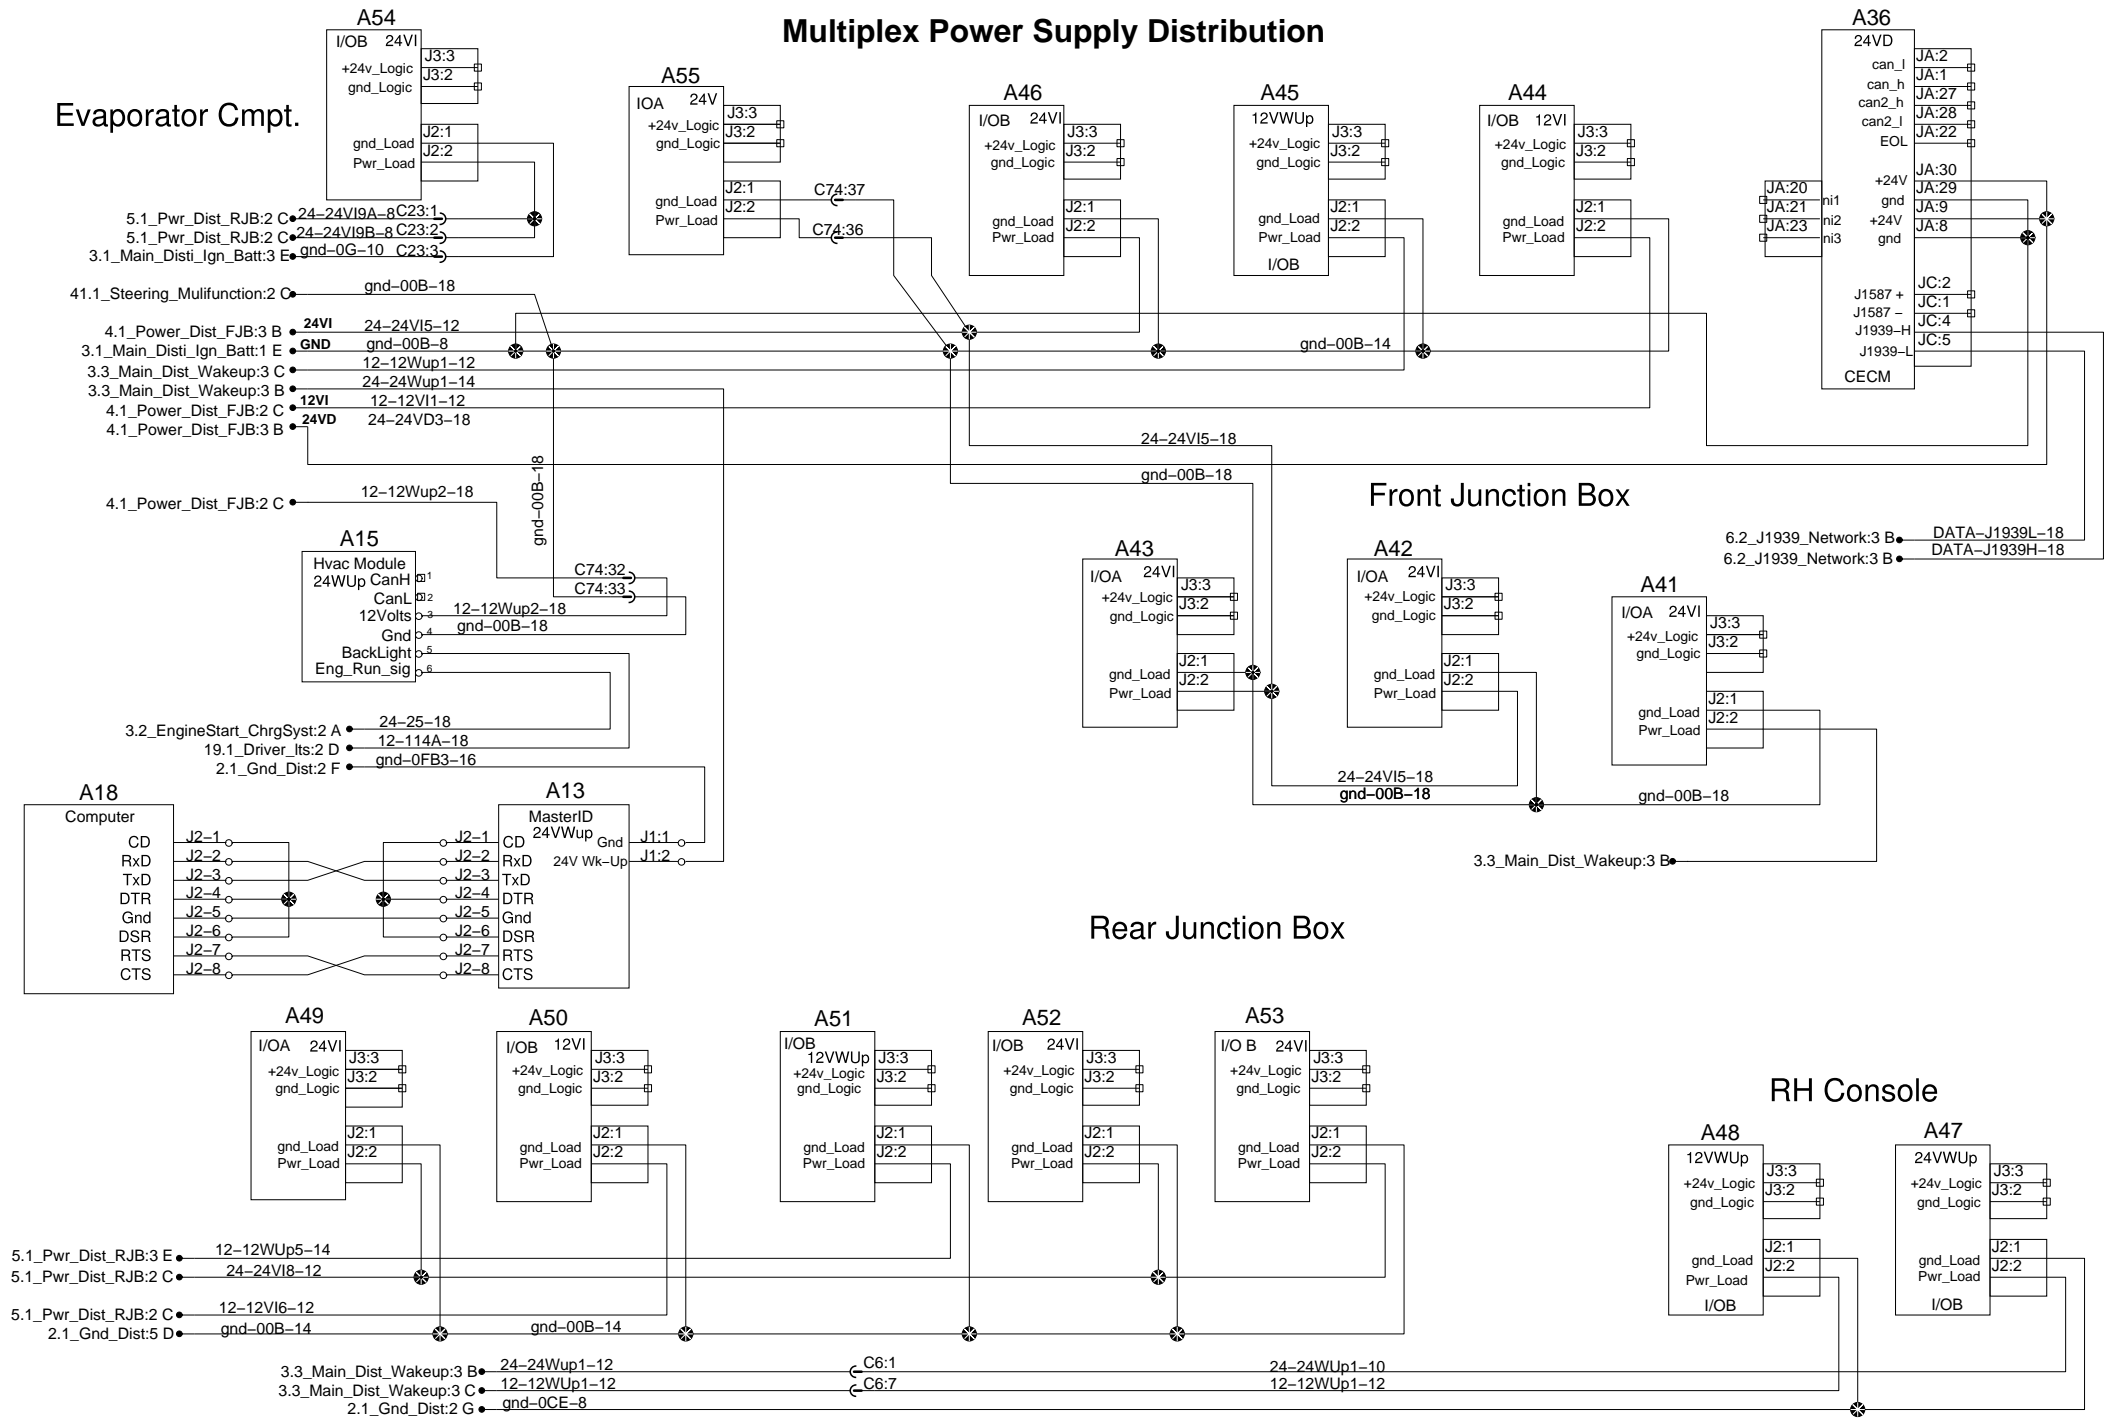 Multiplex Power Supply Distribution
Evaporator Cmpt.
A54
I/OB 24VI
J3:3
+24v_Logic
J3:2
gnd_Logic
J2:1
gnd_Load
J2:2
Pwr_Load
5.1_Pwr_Dist_RJB:2 C 24-24VI9A-8 C23:1
5.1_Pwr_Dist_RJB:2 C 24-24VI9B-8 C23:2
3.1_Main_Disti_Ign_Batt:3 E gnd-0G-10 C23:3
A55
IOA 24V
J3:3
+24v_Logic
J3:2
gnd_Logic
J2:1
gnd_Load
J2:2
Pwr_Load
C74:37
C74:36
A46
I/OB 24VI
J3:3
+24v_Logic
J3:2
gnd_Logic
J2:1
gnd_Load
J2:2
Pwr_Load
A45
12VWUp
J3:3
+24v_Logic
J3:2
gnd_Logic
J2:1
gnd_Load
J2:2
Pwr_Load
I/OB
A44
I/OB 12VI
J3:3
+24v_Logic
J3:2
gnd_Logic
J2:1
gnd_Load
J2:2
Pwr_Load
A36
24VD
JA:2
can_l
JA:1
can_h
JA:27
can2_h
JA:28
can2_l
JA:22
EOL
JA:30
+24V
JA:29
gnd
JA:9
+24V
JA:8
gnd
JA:20
ni1
JA:21
ni2
JA:23
ni3
JC:2
J1587 +
JC:1
J1587 -
JC:4
J1939-H
JC:5
J1939-L
CECM
41.1_Steering_Mulifunction:2 C gnd-00B-18
4.1_Power_Dist_FJB:3 B 24VI 24-24VI5-12
3.1_Main_Disti_Ign_Batt:1 E GND gnd-00B-8 gnd-00B-14
3.3_Main_Dist_Wakeup:3 C 12-12Wup1-12
3.3_Main_Dist_Wakeup:3 B 24-24Wup1-14
4.1_Power_Dist_FJB:2 C 12VI 12-12VI1-12
4.1_Power_Dist_FJB:3 B 24VD 24-24VD3-18
24-24VI5-18
gnd-00B-18
gnd-00B-18
4.1_Power_Dist_FJB:2 C 12-12Wup2-18
Front Junction Box
6.2_J1939_Network:3 B DATA-J1939L-18
6.2_J1939_Network:3 B DATA-J1939H-18
A15
Hvac Module
24WUp CanH 1
CanL 2
12Volts 3 12-12Wup2-18
Gnd 4 gnd-00B-18
BackLight 5
Eng_Run_sig 6
C74:32
C74:33
3.2_EngineStart_ChrgSyst:2 A 24-25-18
19.1_Driver_lts:2 D 12-114A-18
2.1_Gnd_Dist:2 F gnd-0FB3-16
A43
I/OA 24VI
J3:3
+24v_Logic
J3:2
gnd_Logic
J2:1
gnd_Load
J2:2
Pwr_Load
A42
I/OA 24VI
J3:3
+24v_Logic
J3:2
gnd_Logic
J2:1
gnd_Load
J2:2
Pwr_Load
A41
I/OA 24VI
J3:3
+24v_Logic
J3:2
gnd_Logic
J2:1
gnd_Load
J2:2
Pwr_Load
24-24VI5-18
gnd-00B-18 gnd-00B-18
3.3_Main_Dist_Wakeup:3 B
A18
Computer
CD J2-1
RxD J2-2
TxD J2-3
DTR J2-4
Gnd J2-5
DSR J2-6
RTS J2-7
CTS J2-8
A13
MasterID
24VWup
J2-1 CD
J2-2 RxD
J2-3 TxD
J2-4 DTR
J2-5 Gnd
J2-6 DSR
J2-7 RTS
J2-8 CTS
Gnd J1:1
24V Wk-Up J1:2
Rear Junction Box
A49
I/OA 24VI
J3:3
+24v_Logic
J3:2
gnd_Logic
J2:1
gnd_Load
J2:2
Pwr_Load
A50
I/OB 12VI
J3:3
+24v_Logic
J3:2
gnd_Logic
J2:1
gnd_Load
J2:2
Pwr_Load
A51
I/OB
12VWUp
J3:3
+24v_Logic
J3:2
gnd_Logic
J2:1
gnd_Load
J2:2
Pwr_Load
A52
I/OB 24VI
J3:3
+24v_Logic
J3:2
gnd_Logic
J2:1
gnd_Load
J2:2
Pwr_Load
A53
I/O B 24VI
J3:3
+24v_Logic
J3:2
gnd_Logic
J2:1
gnd_Load
J2:2
Pwr_Load
RH Console
A48
12VWUp
J3:3
+24v_Logic
J3:2
gnd_Logic
J2:1
gnd_Load
J2:2
Pwr_Load
I/OB
A47
24VWUp
J3:3
+24v_Logic
J3:2
gnd_Logic
J2:1
gnd_Load
J2:2
Pwr_Load
I/OB
5.1_Pwr_Dist_RJB:3 E 12-12WUp5-14
5.1_Pwr_Dist_RJB:2 C 24-24VI8-12
5.1_Pwr_Dist_RJB:2 C 12-12VI6-12
2.1_Gnd_Dist:5 D gnd-00B-14 gnd-00B-14
3.3_Main_Dist_Wakeup:3 B 24-24Wup1-12 C6:1 24-24WUp1-10
3.3_Main_Dist_Wakeup:3 C 12-12WUp1-12 C6:7 12-12WUp1-12
2.1_Gnd_Dist:2 G gnd-0CE-8